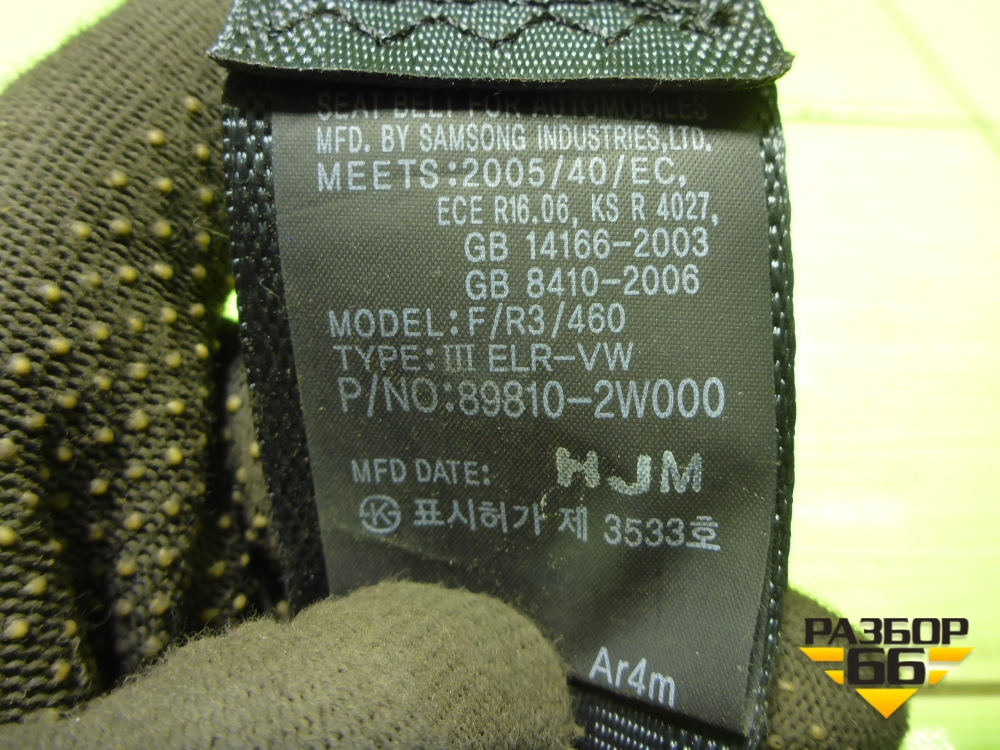 SEAT BELT FOR AUTOMOBILES
MFD. BY SAMSONG INDUSTRIES,LTD.
MEETS:2005/40/EC,
ECE R16.06, KS R 4027,
GB 14166-2003
GB 8410-2006
MODEL:F/R3/460
TYPE:III ELR-VW
P/NO:89810-2W000
MFD DATE: HJM
K 표시허가 제 3533호
Ar4m
РАЗБОР
66